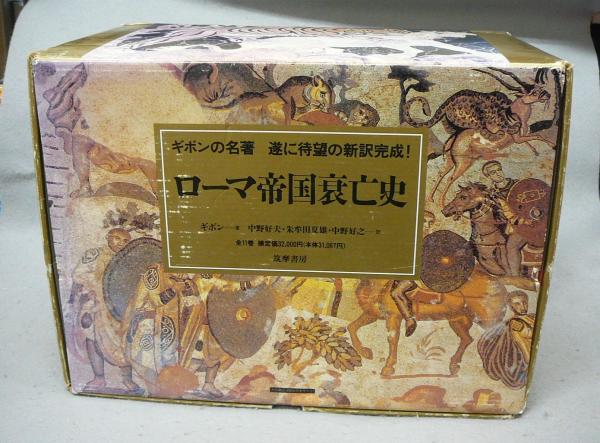 ギボンの名著 遂に待望の新訳完成!
ローマ帝国衰亡史
ギボン―著 中野好夫・朱牟田夏雄・中野好之―訳
全11巻 揃定価32,000円(本体31,067円)
筑摩書房